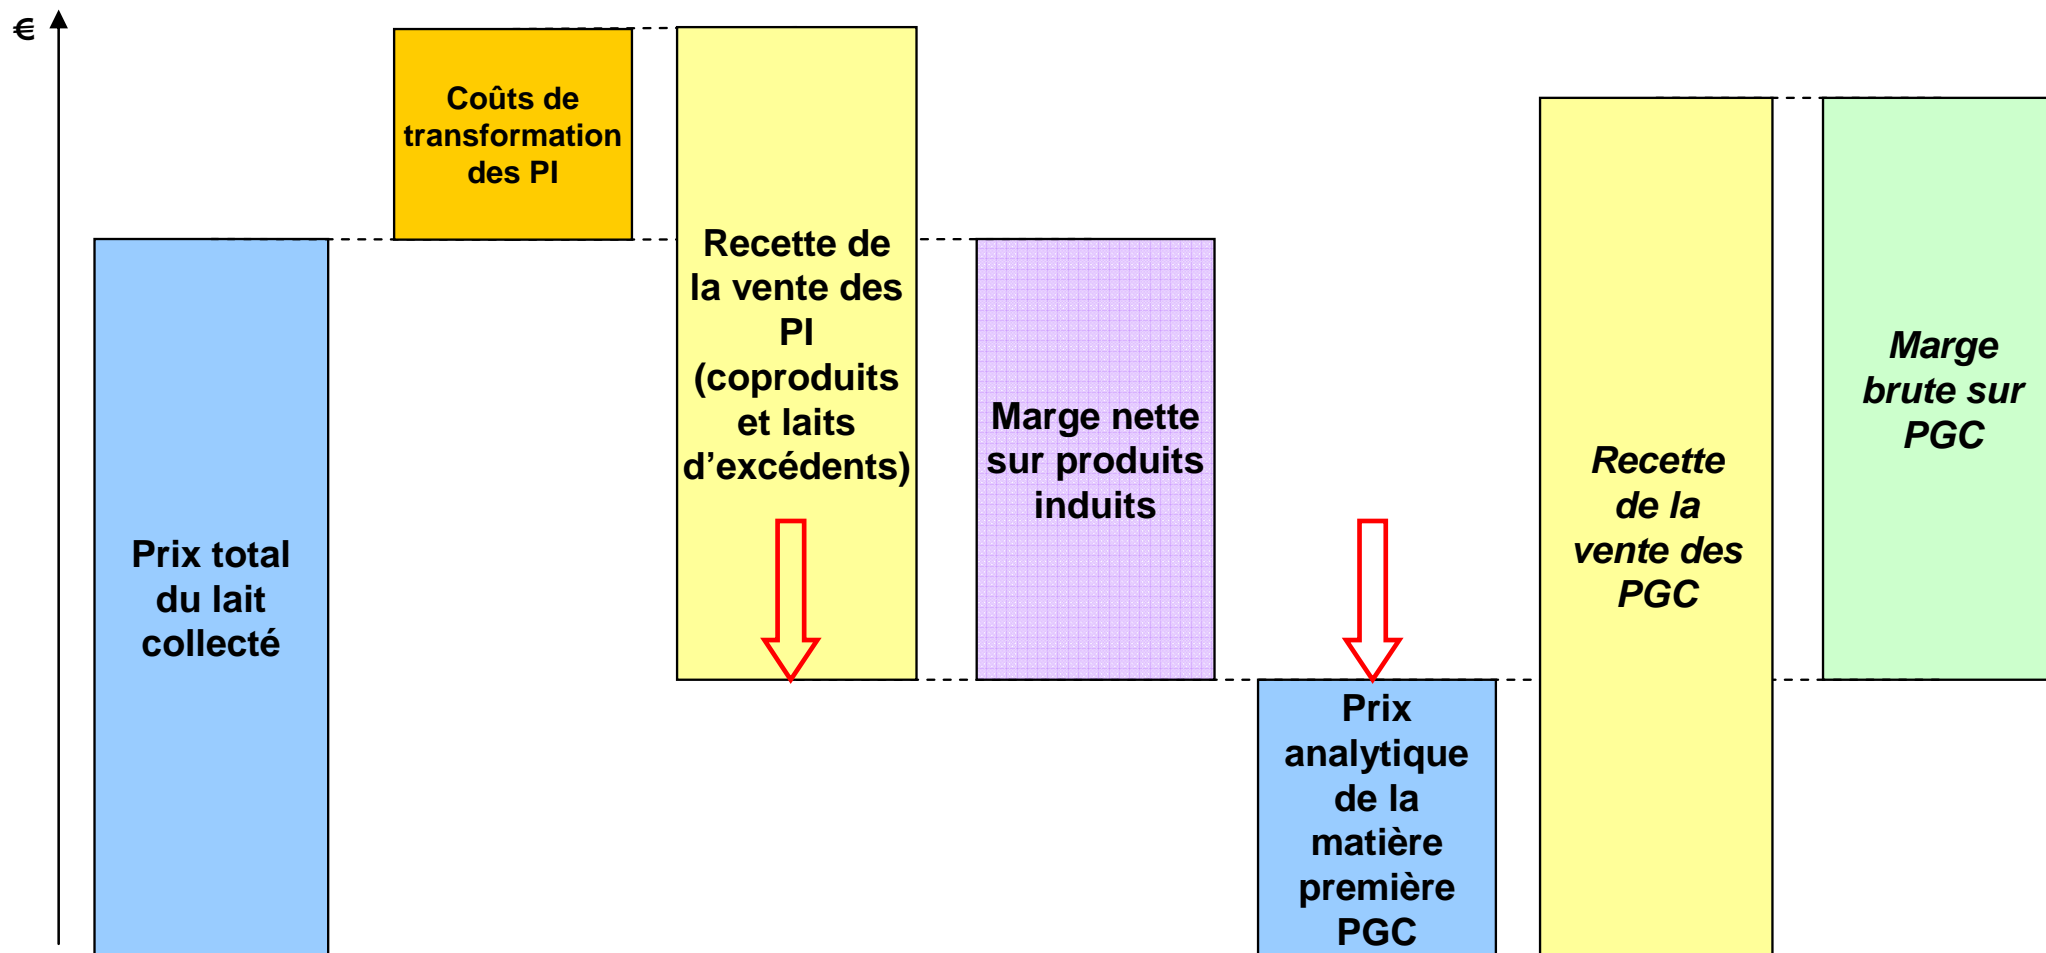 €
Coûts de
transformation
des PI
Recette de
la vente des
PI
(coproduits
et laits
d’excédents)
Marge nette
sur produits
induits
Prix total
du lait
collecté
Prix
analytique
de la
matière
première
PGC
Recette
de la
vente des
PGC
Marge
brute sur
PGC